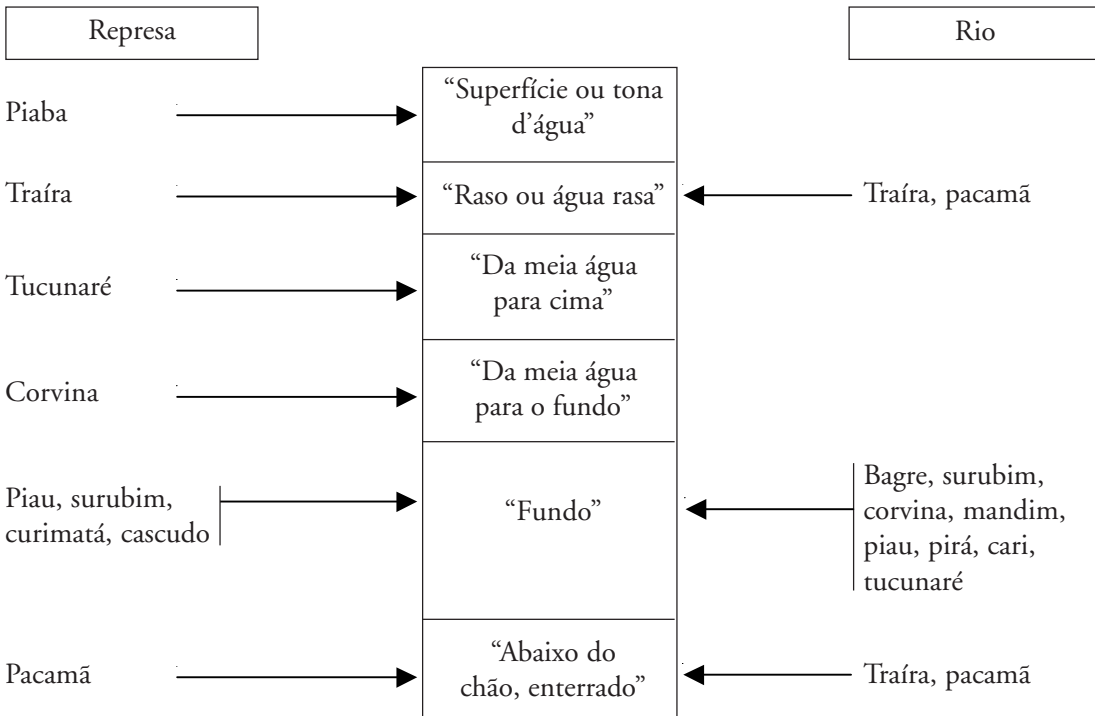 Represa
Rio
Piaba
“Superfície ou tona
d’água”
Traíra
“Raso ou água rasa”
Traíra, pacamã
Tucunaré
“Da meia água
para cima”
Corvina
“Da meia água
para o fundo”
Piau, surubim,
curimatá, cascudo
“Fundo”
Bagre, surubim,
corvina, mandim,
piau, pirá, cari,
tucunaré
Pacamã
“Abaixo do
chão, enterrado”
Traíra, pacamã